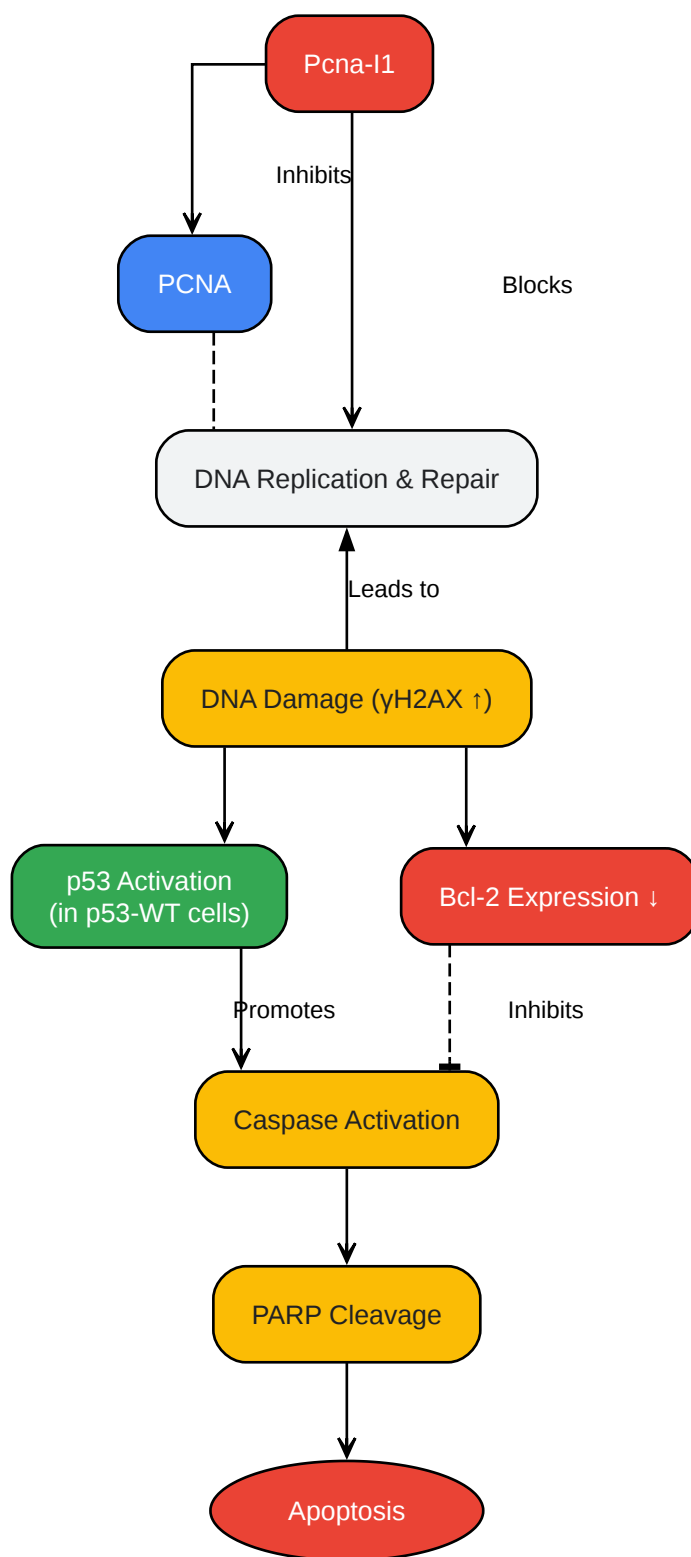 Pcna-I1
Inhibits
PCNA
Blocks
DNA Replication & Repair
Leads to
DNA Damage (γH2AX ↑)
p53 Activation
(in p53-WT cells)
Bcl-2 Expression ↓
Promotes
Inhibits
Caspase Activation
PARP Cleavage
Apoptosis